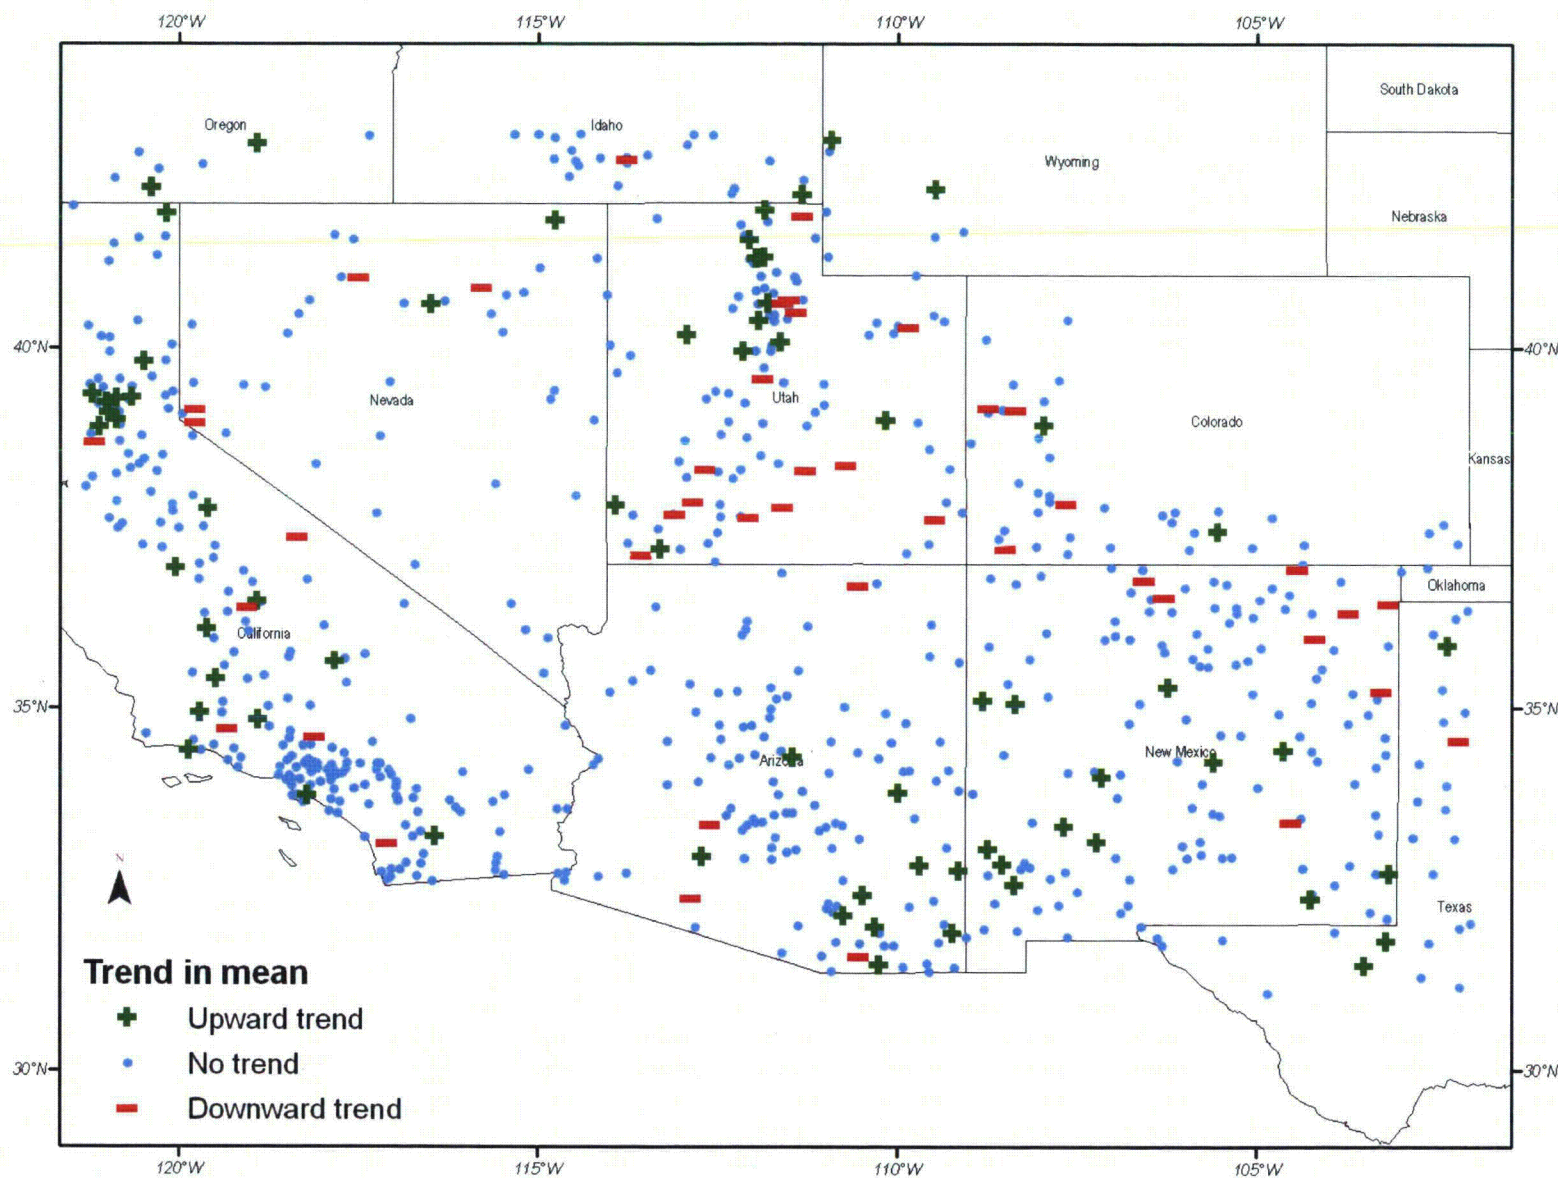 120°W 115°W 110°W 105°W
South Dakota
Oregon
Idaho
Wyoming
Nebraska
40°N
40°N
Nevada
Utah
Colorado
Kansas
Oklahoma
California
35°N
35°N
Arizona
New Mexico
N
Texas
Trend in mean
Upward trend
No trend
30°N
30°N
Downward trend
120°W 115°W 110°W 105°W